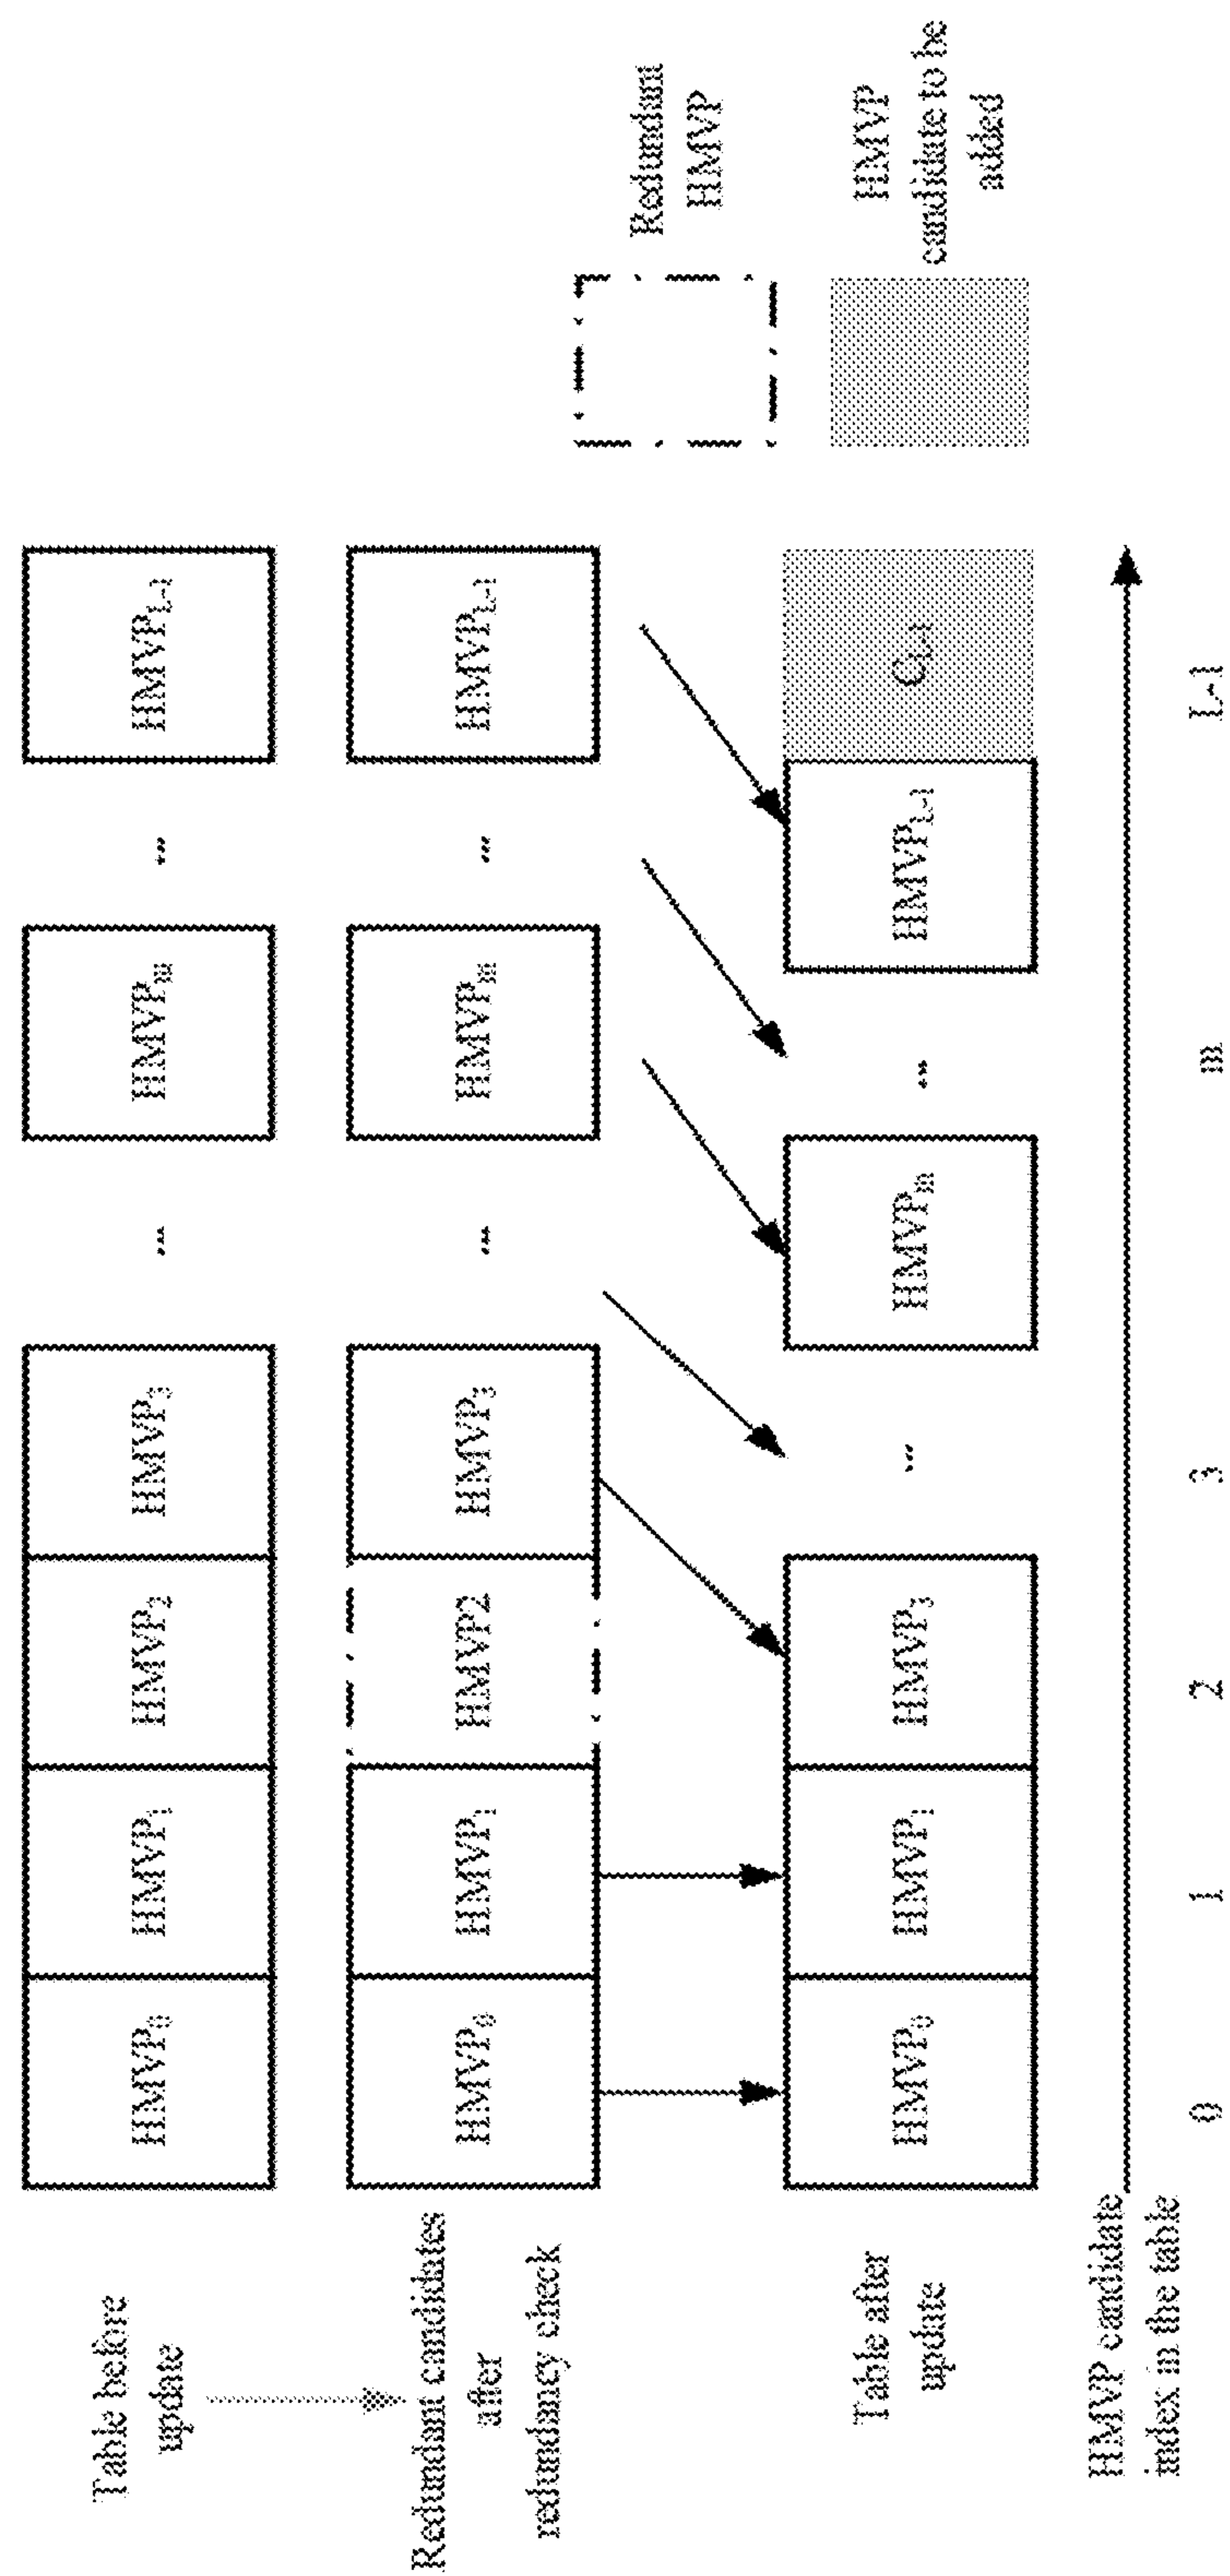 Table before
update
HMVP0
HMVP1
HMVP2
HMVP3
...
HMVPm
...
HMVPL-1
Redundant candidates
after
redundancy check
HMVP0
HMVP1
HMVP2
HMVP3
...
HMVPm
...
HMVPL-1
Redundant
HMVP
Table after
update
HMVP0
HMVP1
HMVP3
...
HMVPm
...
HMVPL-1
CL-1
HMVP
candidate to be
added
HMVP candidate
index in the table
0
1
2
3
m
L-1